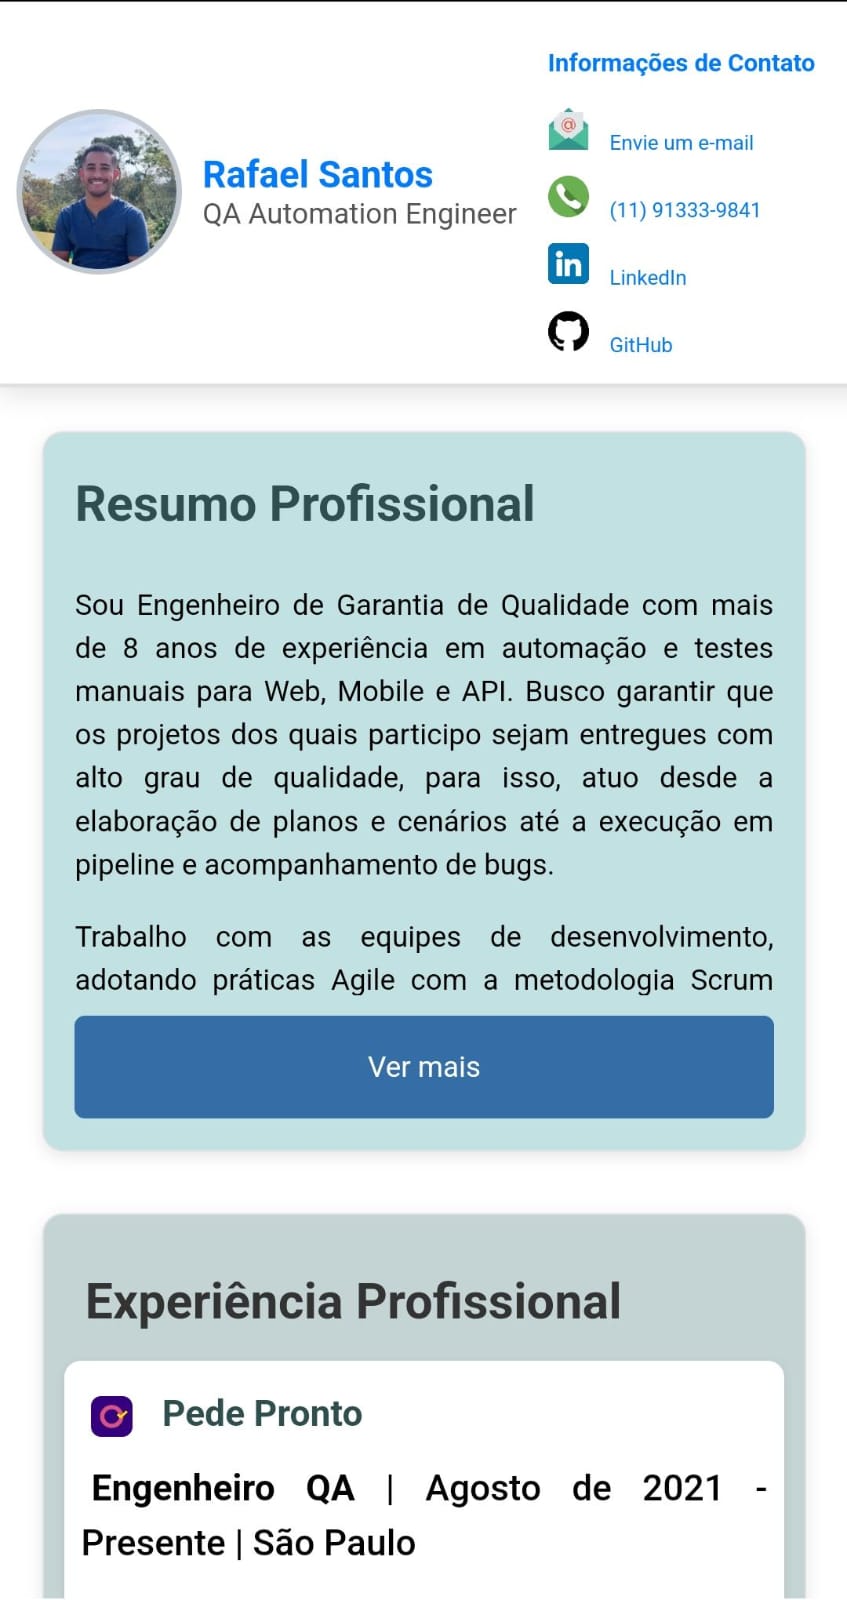 Informações de Contato
Rafael Santos
QA Automation Engineer
Envie um e-mail
(11) 91333-9841
LinkedIn
GitHub
Resumo Profissional
Sou Engenheiro de Garantia de Qualidade com mais
de 8 anos de experiência em automação e testes
manuais para Web, Mobile e API. Busco garantir que
os projetos dos quais participo sejam entregues com
alto grau de qualidade, para isso, atuo desde a
elaboração de planos e cenários até a execução em
pipeline e acompanhamento de bugs.
Trabalho com as equipes de desenvolvimento,
adotando práticas Agile com a metodologia Scrum
Ver mais
Experiência Profissional
Pede Pronto
Engenheiro QA | Agosto de 2021 -
Presente | São Paulo